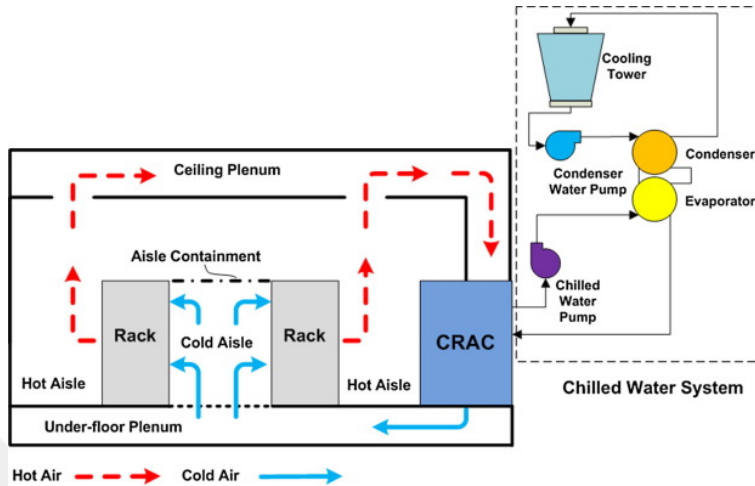 Cooling
Tower
Ceiling Plenum
Condenser
Condenser
Water Pump
Evaporator
Aisle Containment
Chilled
Water
Pump
Rack
Cold Aisle
Rack
CRAC
Hot Aisle
Hot Aisle
Chilled Water System
Under-floor Plenum
Hot Air
Cold Air